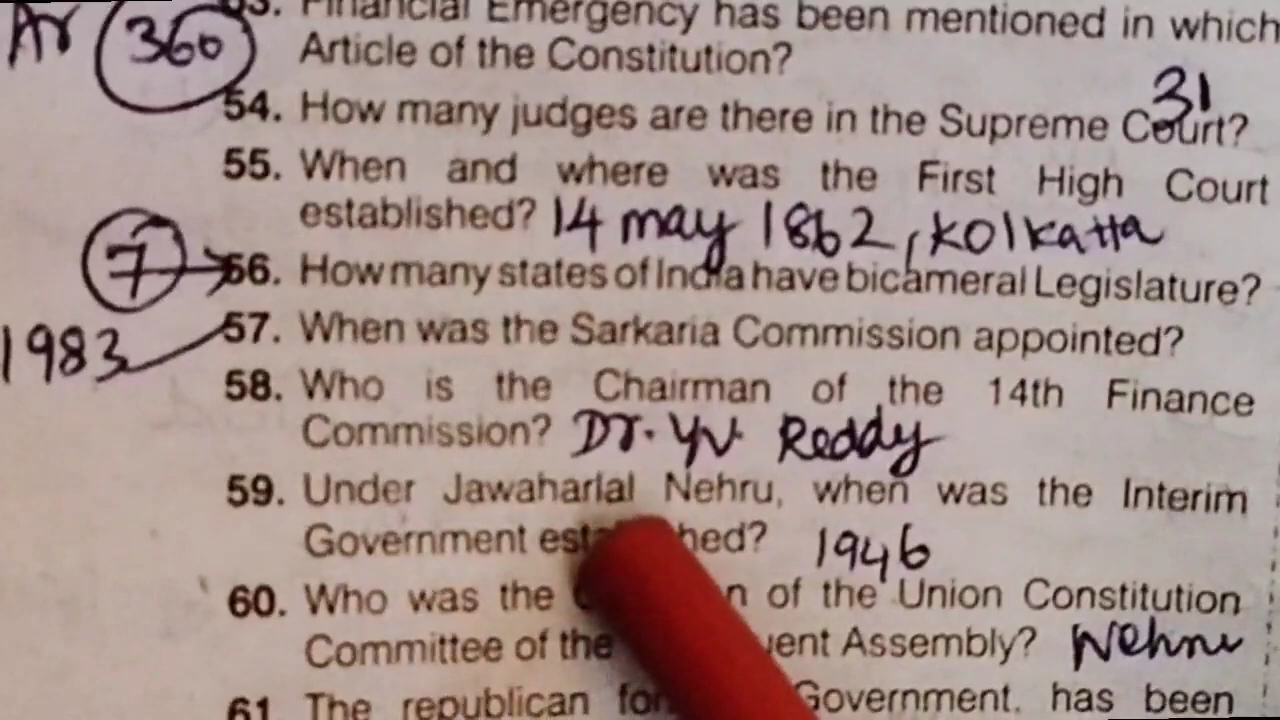 53. Financial Emergency has been mentioned in which
Ar 360 Article of the Constitution?
31
54. How many judges are there in the Supreme Court?
55. When and where was the First High Court
established? 14 may 1862, Kolkatta
7 56. How many states of India have bicameral Legislature?
1983 57. When was the Sarkaria Commission appointed?
58. Who is the Chairman of the 14th Finance
Commission? Dr. YV Reddy
59. Under Jawaharlal Nehru, when was the Interim
Government established? 1946
60. Who was the of the Union Constitution
Committee of the Assembly? Nehru
61. The republican Government has been